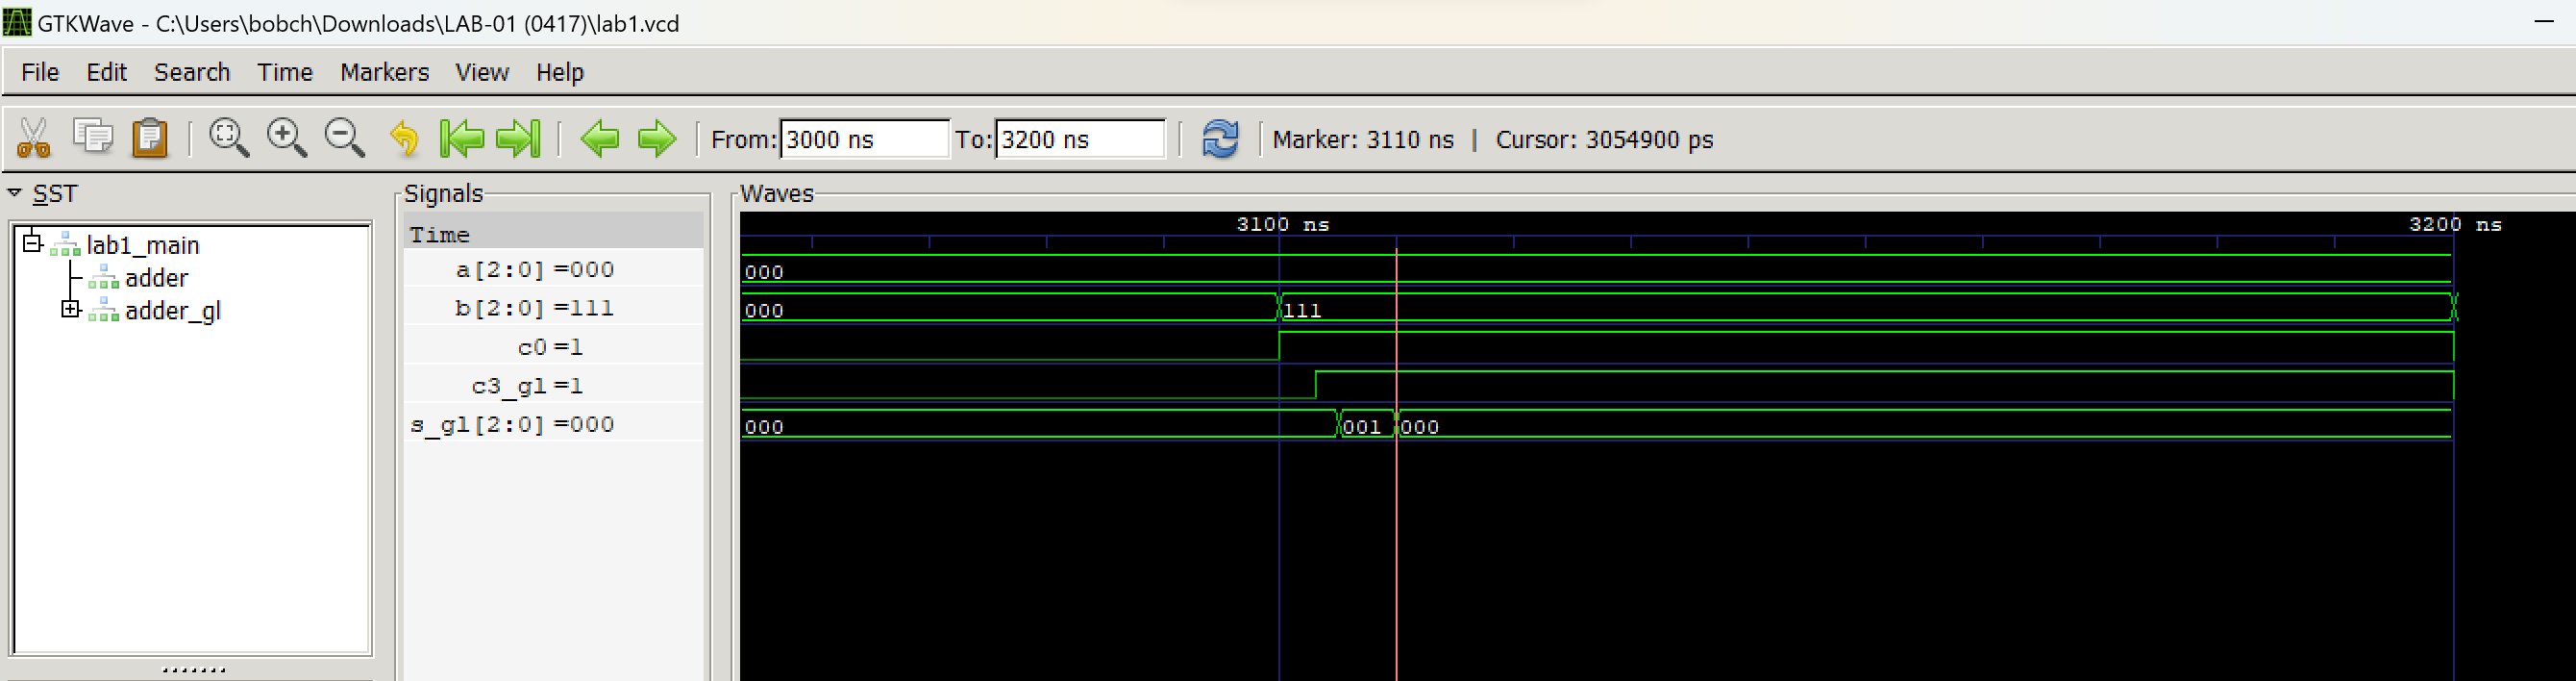 GTKWave - C:\Users\bobch\Downloads\LAB-01 (0417)\lab1.vcd
File Edit Search Time Markers View Help
From: 3000 ns To: 3200 ns Marker: 3110 ns | Cursor: 3054900 ps
SST
lab1_main
adder
adder_gl
Signals
Time
a[2:0] =000
b[2:0] =111
c0 =1
c3_gl =1
s_gl[2:0] =000
Waves
3100 ns 3200 ns
000
000 111
000 001 000